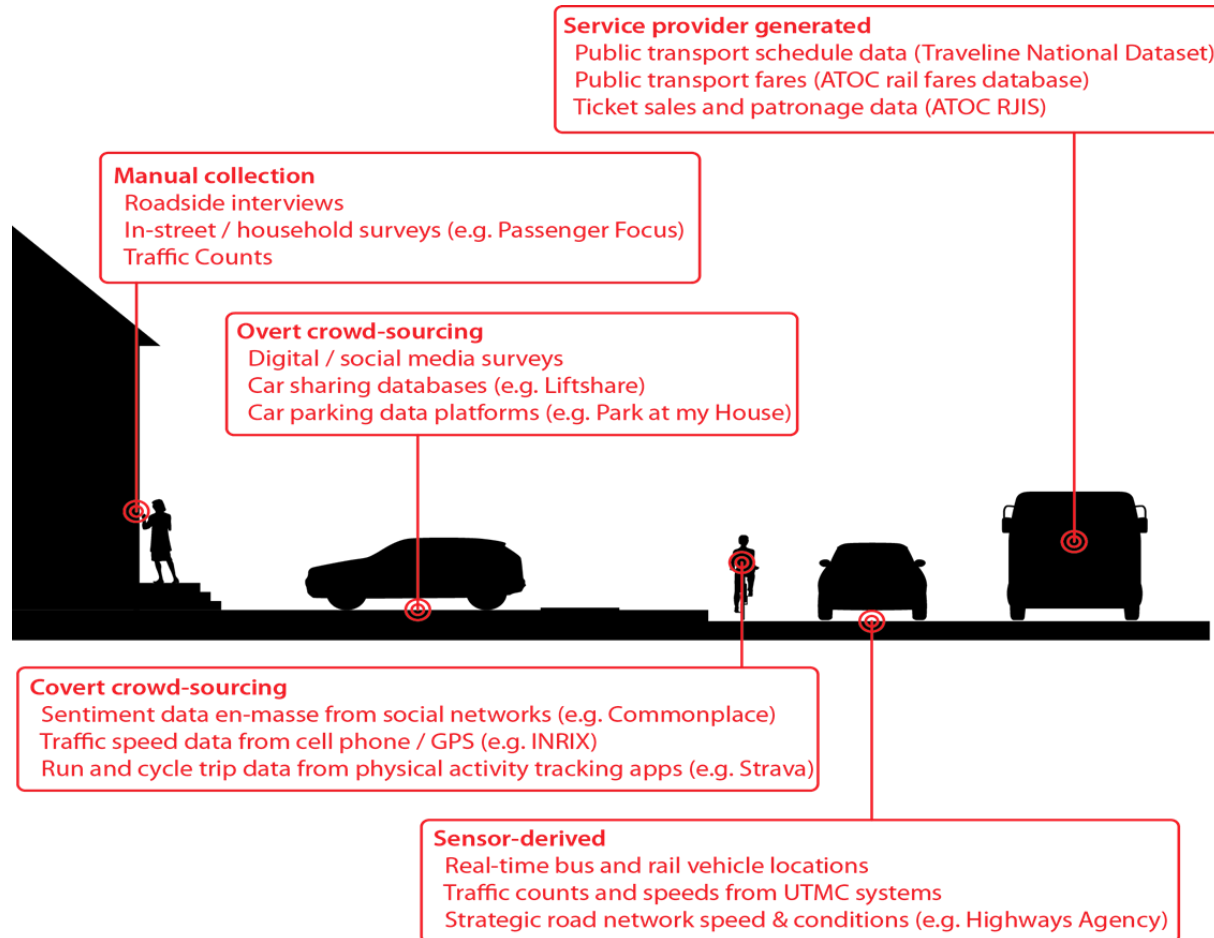 Service provider generated
Public transport schedule data (Traveline National Dataset)
Public transport fares (ATOC rail fares database)
Ticket sales and patronage data (ATOC RJIS)
Manual collection
Roadside interviews
In-street / household surveys (e.g. Passenger Focus)
Traffic Counts
Overt crowd-sourcing
Digital / social media surveys
Car sharing databases (e.g. Liftshare)
Car parking data platforms (e.g. Park at my House)
Covert crowd-sourcing
Sentiment data en-masse from social networks (e.g. Commonplace)
Traffic speed data from cell phone / GPS (e.g. INRIX)
Run and cycle trip data from physical activity tracking apps (e.g. Strava)
Sensor-derived
Real-time bus and rail vehicle locations
Traffic counts and speeds from UTMC systems
Strategic road network speed & conditions (e.g. Highways Agency)